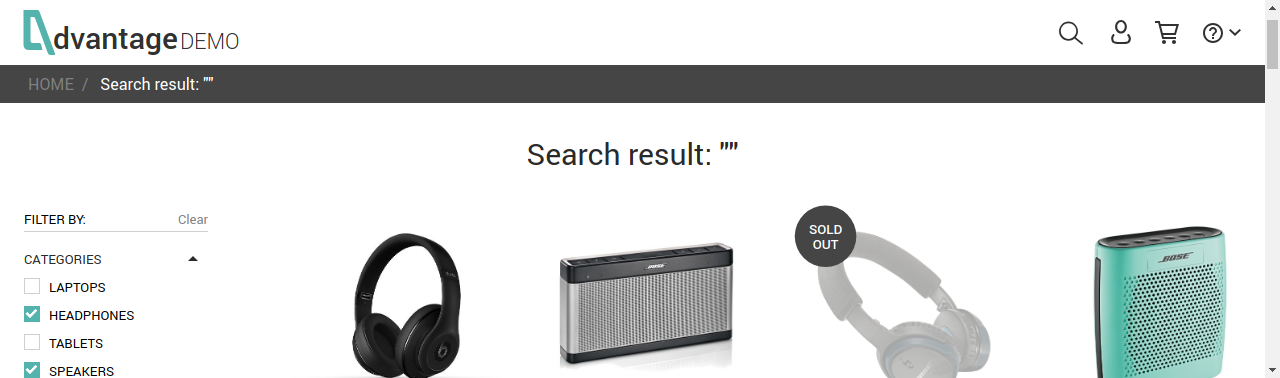 dvantage DEMO
HOME / Search result: ""
Search result: ""
FILTER BY: Clear
CATEGORIES
LAPTOPS
HEADPHONES
TABLETS
SPEAKERS
SOLD
OUT
BOSE
BOSE